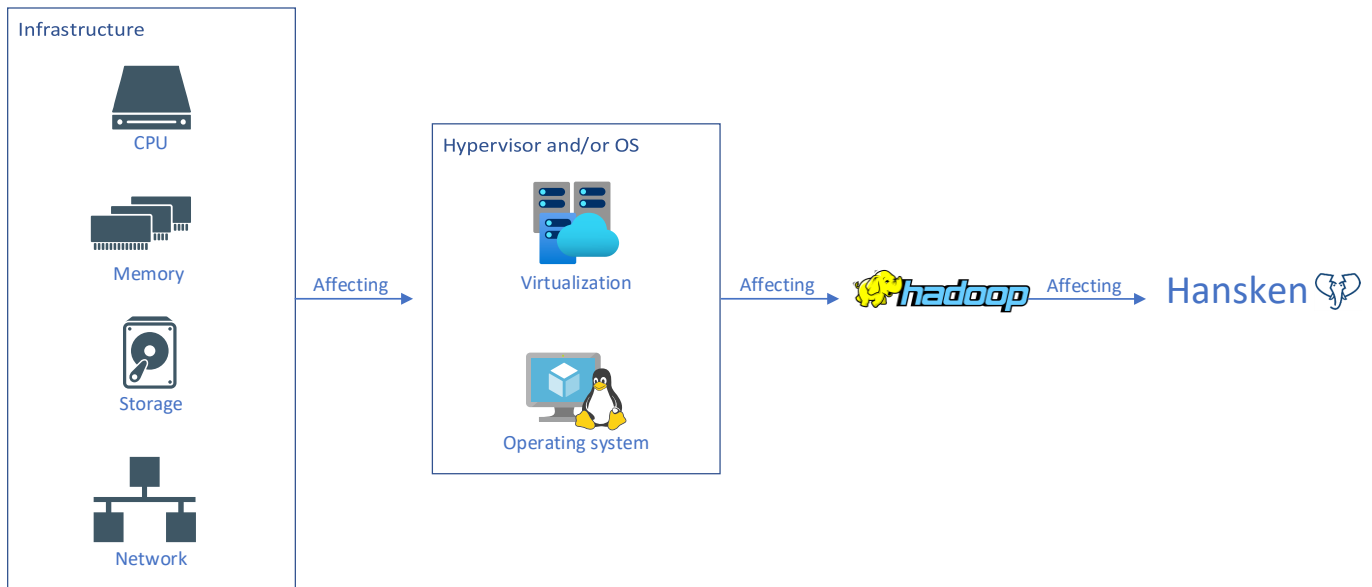 Infrastructure
CPU
Memory
Storage
Network
Affecting
Hypervisor and/or OS
Virtualization
Operating system
Affecting
hadoop
Affecting
Hansken